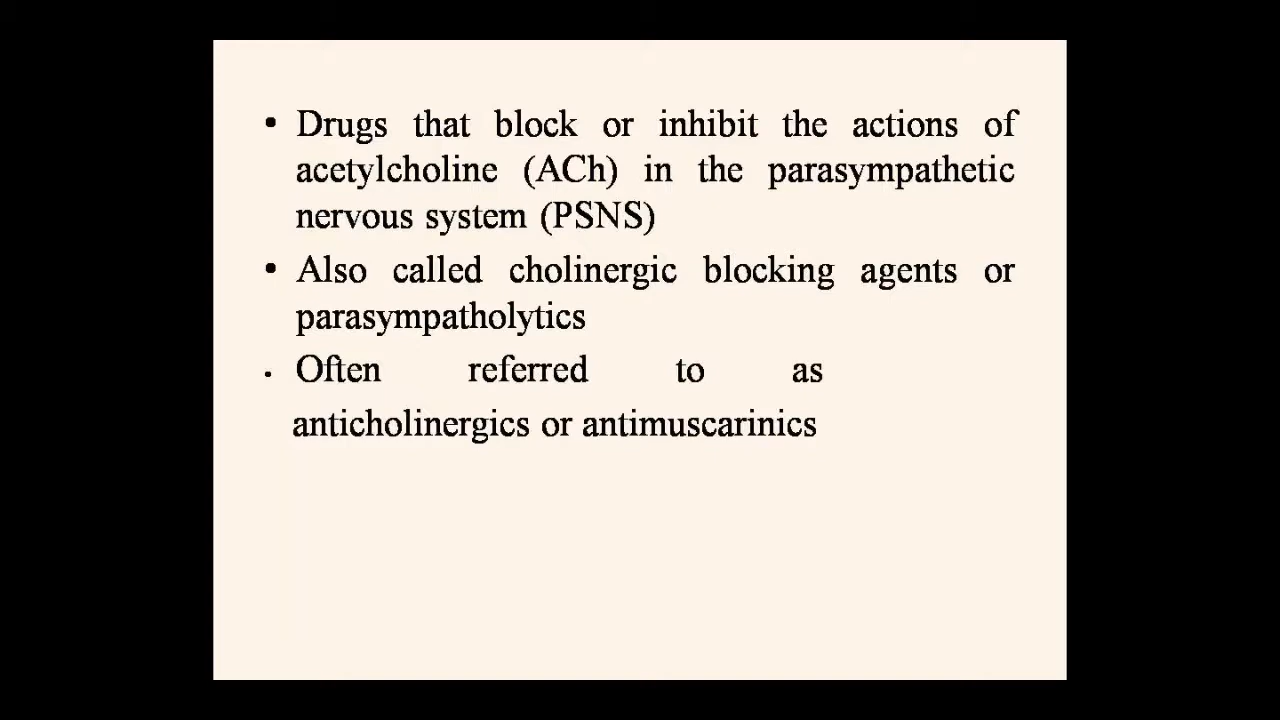 • Drugs that block or inhibit the actions of
acetylcholine (ACh) in the parasympathetic
nervous system (PSNS)
• Also called cholinergic blocking agents or
parasympatholytics
• Often referred to as
anticholinergics or antimuscarinics